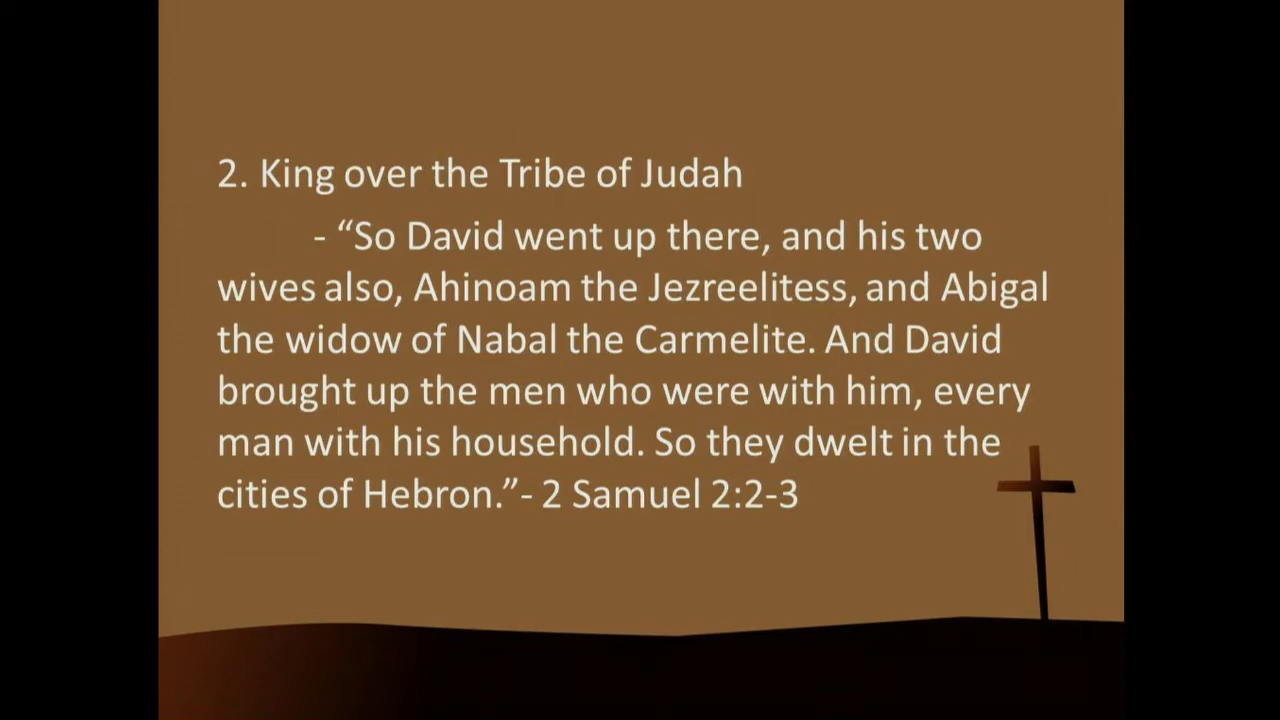 2. King over the Tribe of Judah
- “So David went up there, and his two
wives also, Ahinoam the Jezreelitess, and Abigal
the widow of Nabal the Carmelite. And David
brought up the men who were with him, every
man with his household. So they dwelt in the
cities of Hebron.”- 2 Samuel 2:2-3